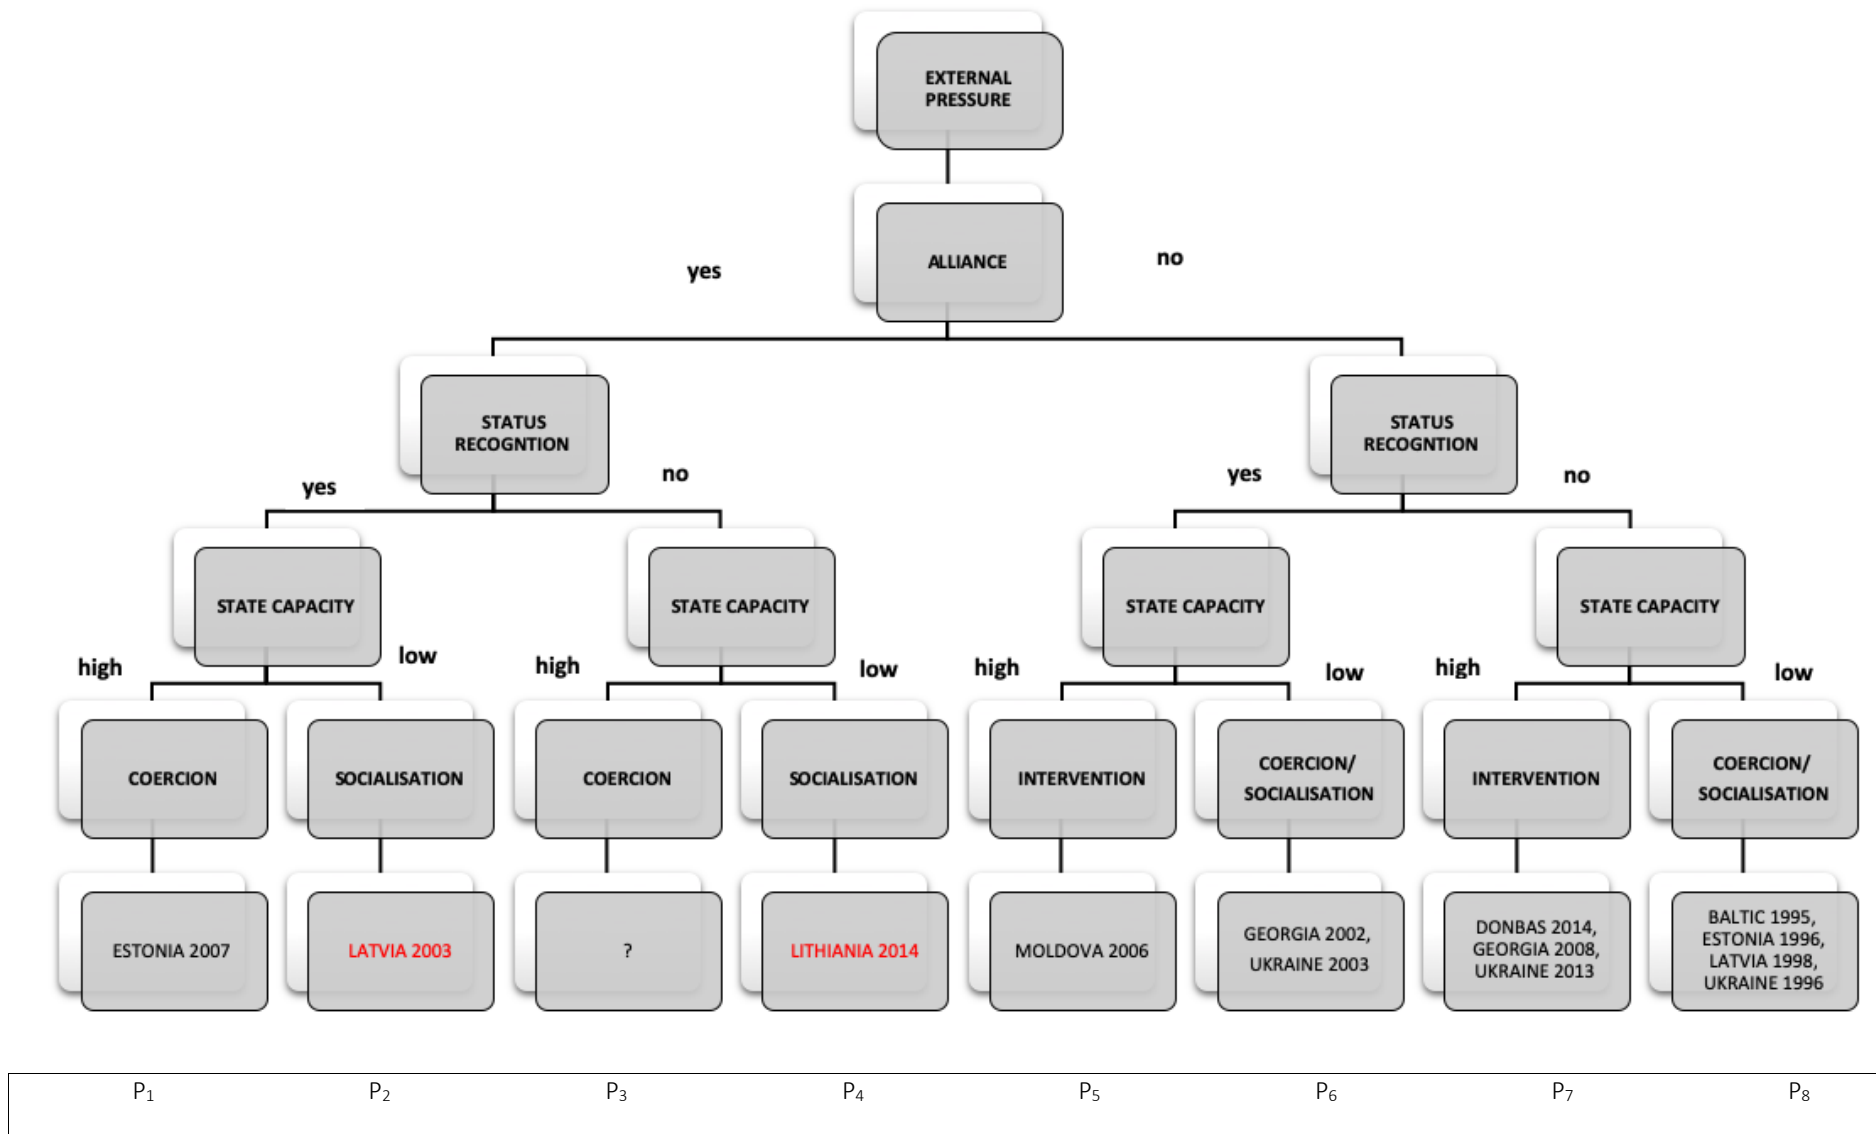 EXTERNAL
PRESSURE
ALLIANCE
yes
no
STATUS
RECOGNTION
STATUS
RECOGNTION
yes
no
yes
no
STATE CAPACITY
STATE CAPACITY
STATE CAPACITY
STATE CAPACITY
high
low
high
low
high
low
high
low
COERCION
SOCIALISATION
COERCION
SOCIALISATION
INTERVENTION
COERCION/
SOCIALISATION
INTERVENTION
COERCION/
SOCIALISATION
ESTONIA 2007
LATVIA 2003
?
LITHIANIA 2014
MOLDOVA 2006
GEORGIA 2002,
UKRAINE 2003
DONBAS 2014,
GEORGIA 2008,
UKRAINE 2013
BALTIC 1995,
ESTONIA 1996,
LATVIA 1998,
UKRAINE 1996
P1 P2 P3 P4 P5 P6 P7 P8